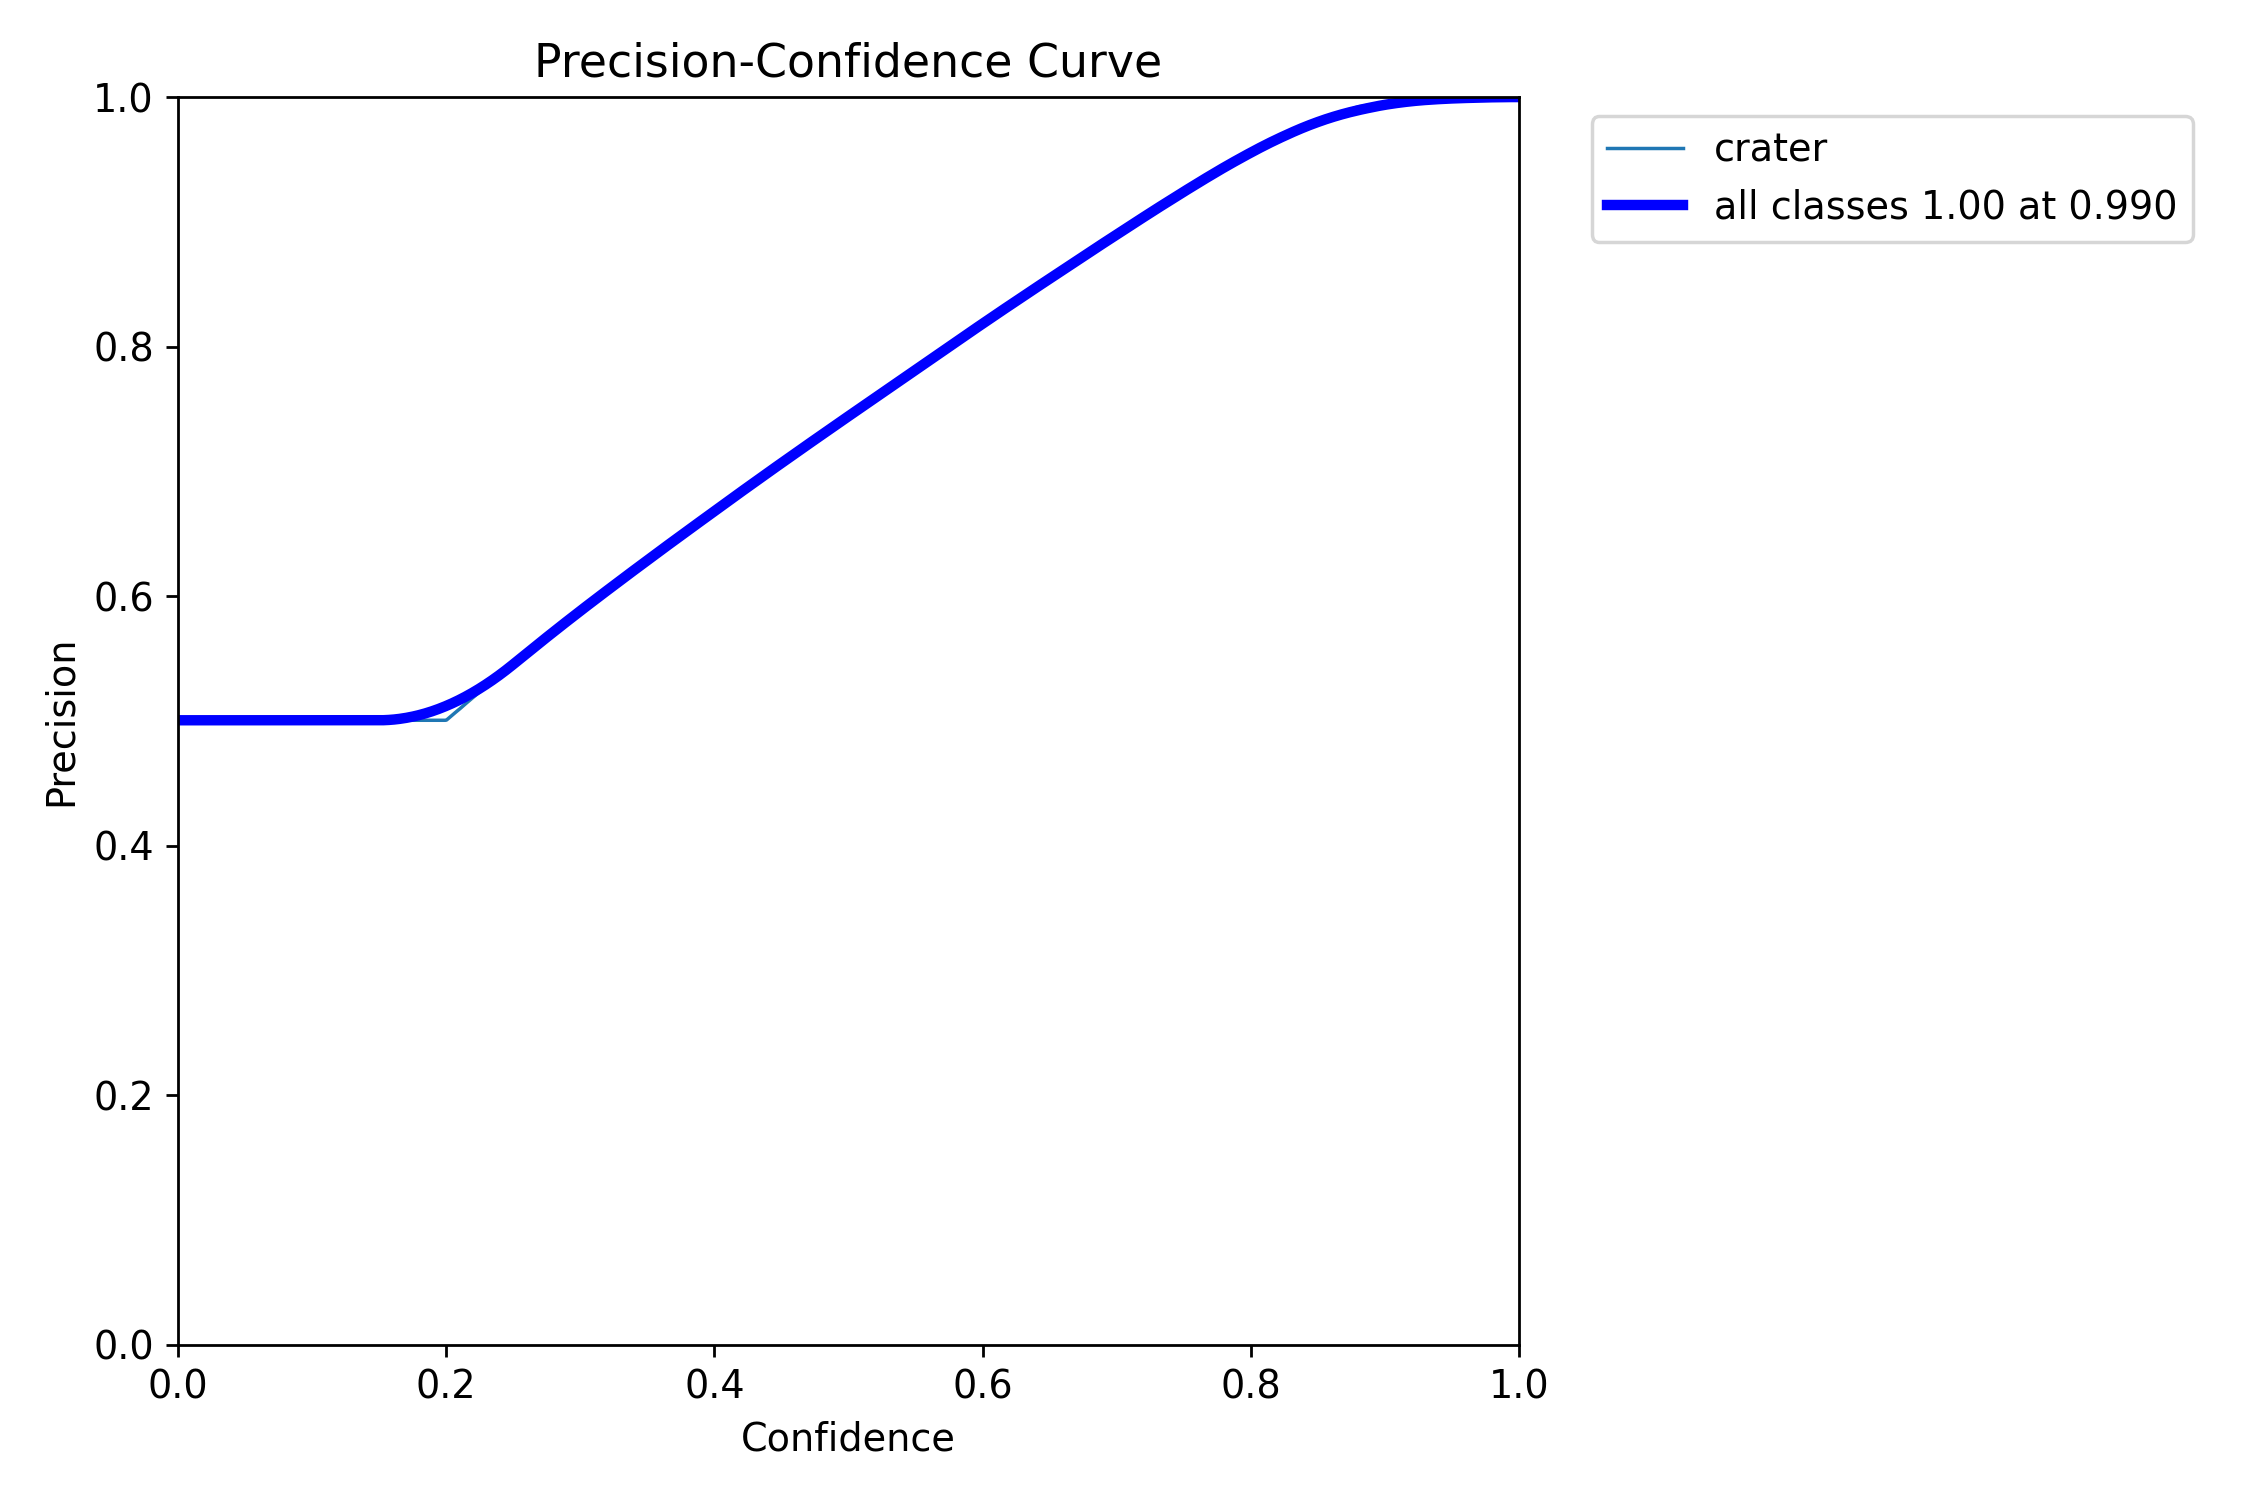 Precision-Confidence Curve
crater
all classes 1.00 at 0.990
Precision
1.0
0.8
0.6
0.4
0.2
0.0
0.0 0.2 0.4 0.6 0.8 1.0
Confidence